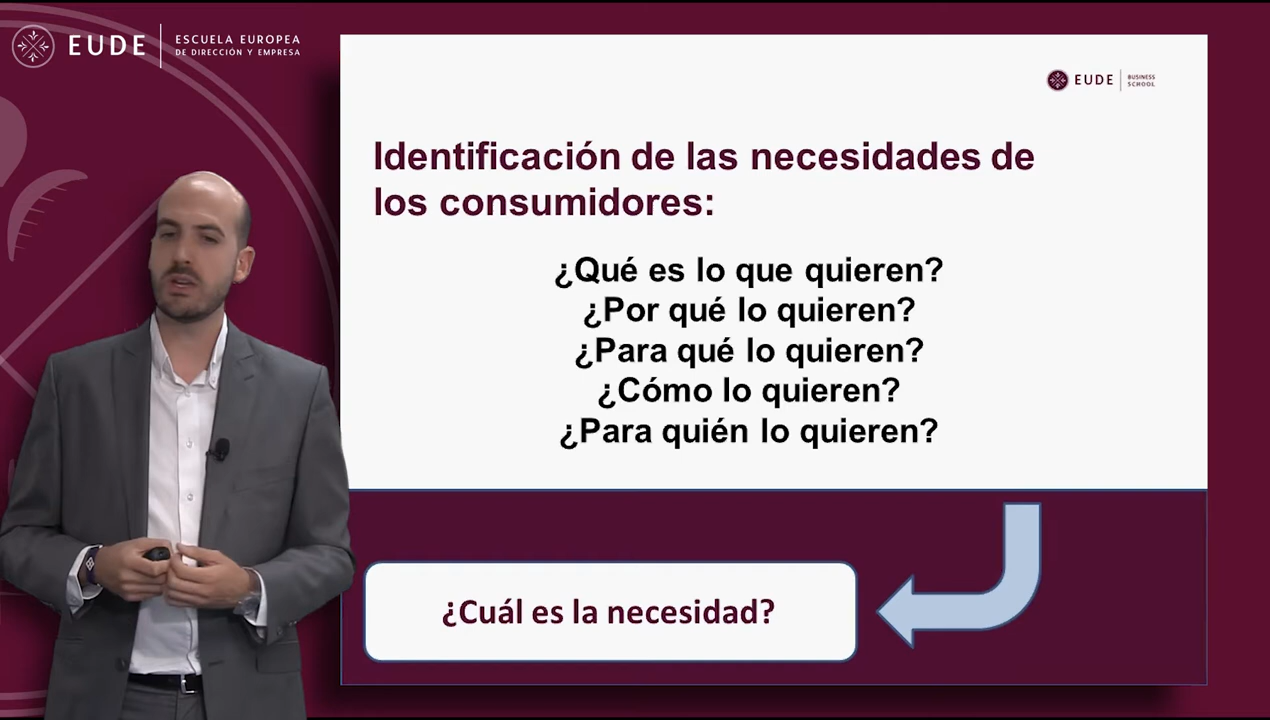 EUDE
ESCUELA EUROPEA
DE DIRECCIÓN Y EMPRESA
EUDE
BUSINESS
SCHOOL
Identificación de las necesidades de
los consumidores:
¿Qué es lo que quieren?
¿Por qué lo quieren?
¿Para qué lo quieren?
¿Cómo lo quieren?
¿Para quién lo quieren?
¿Cuál es la necesidad?